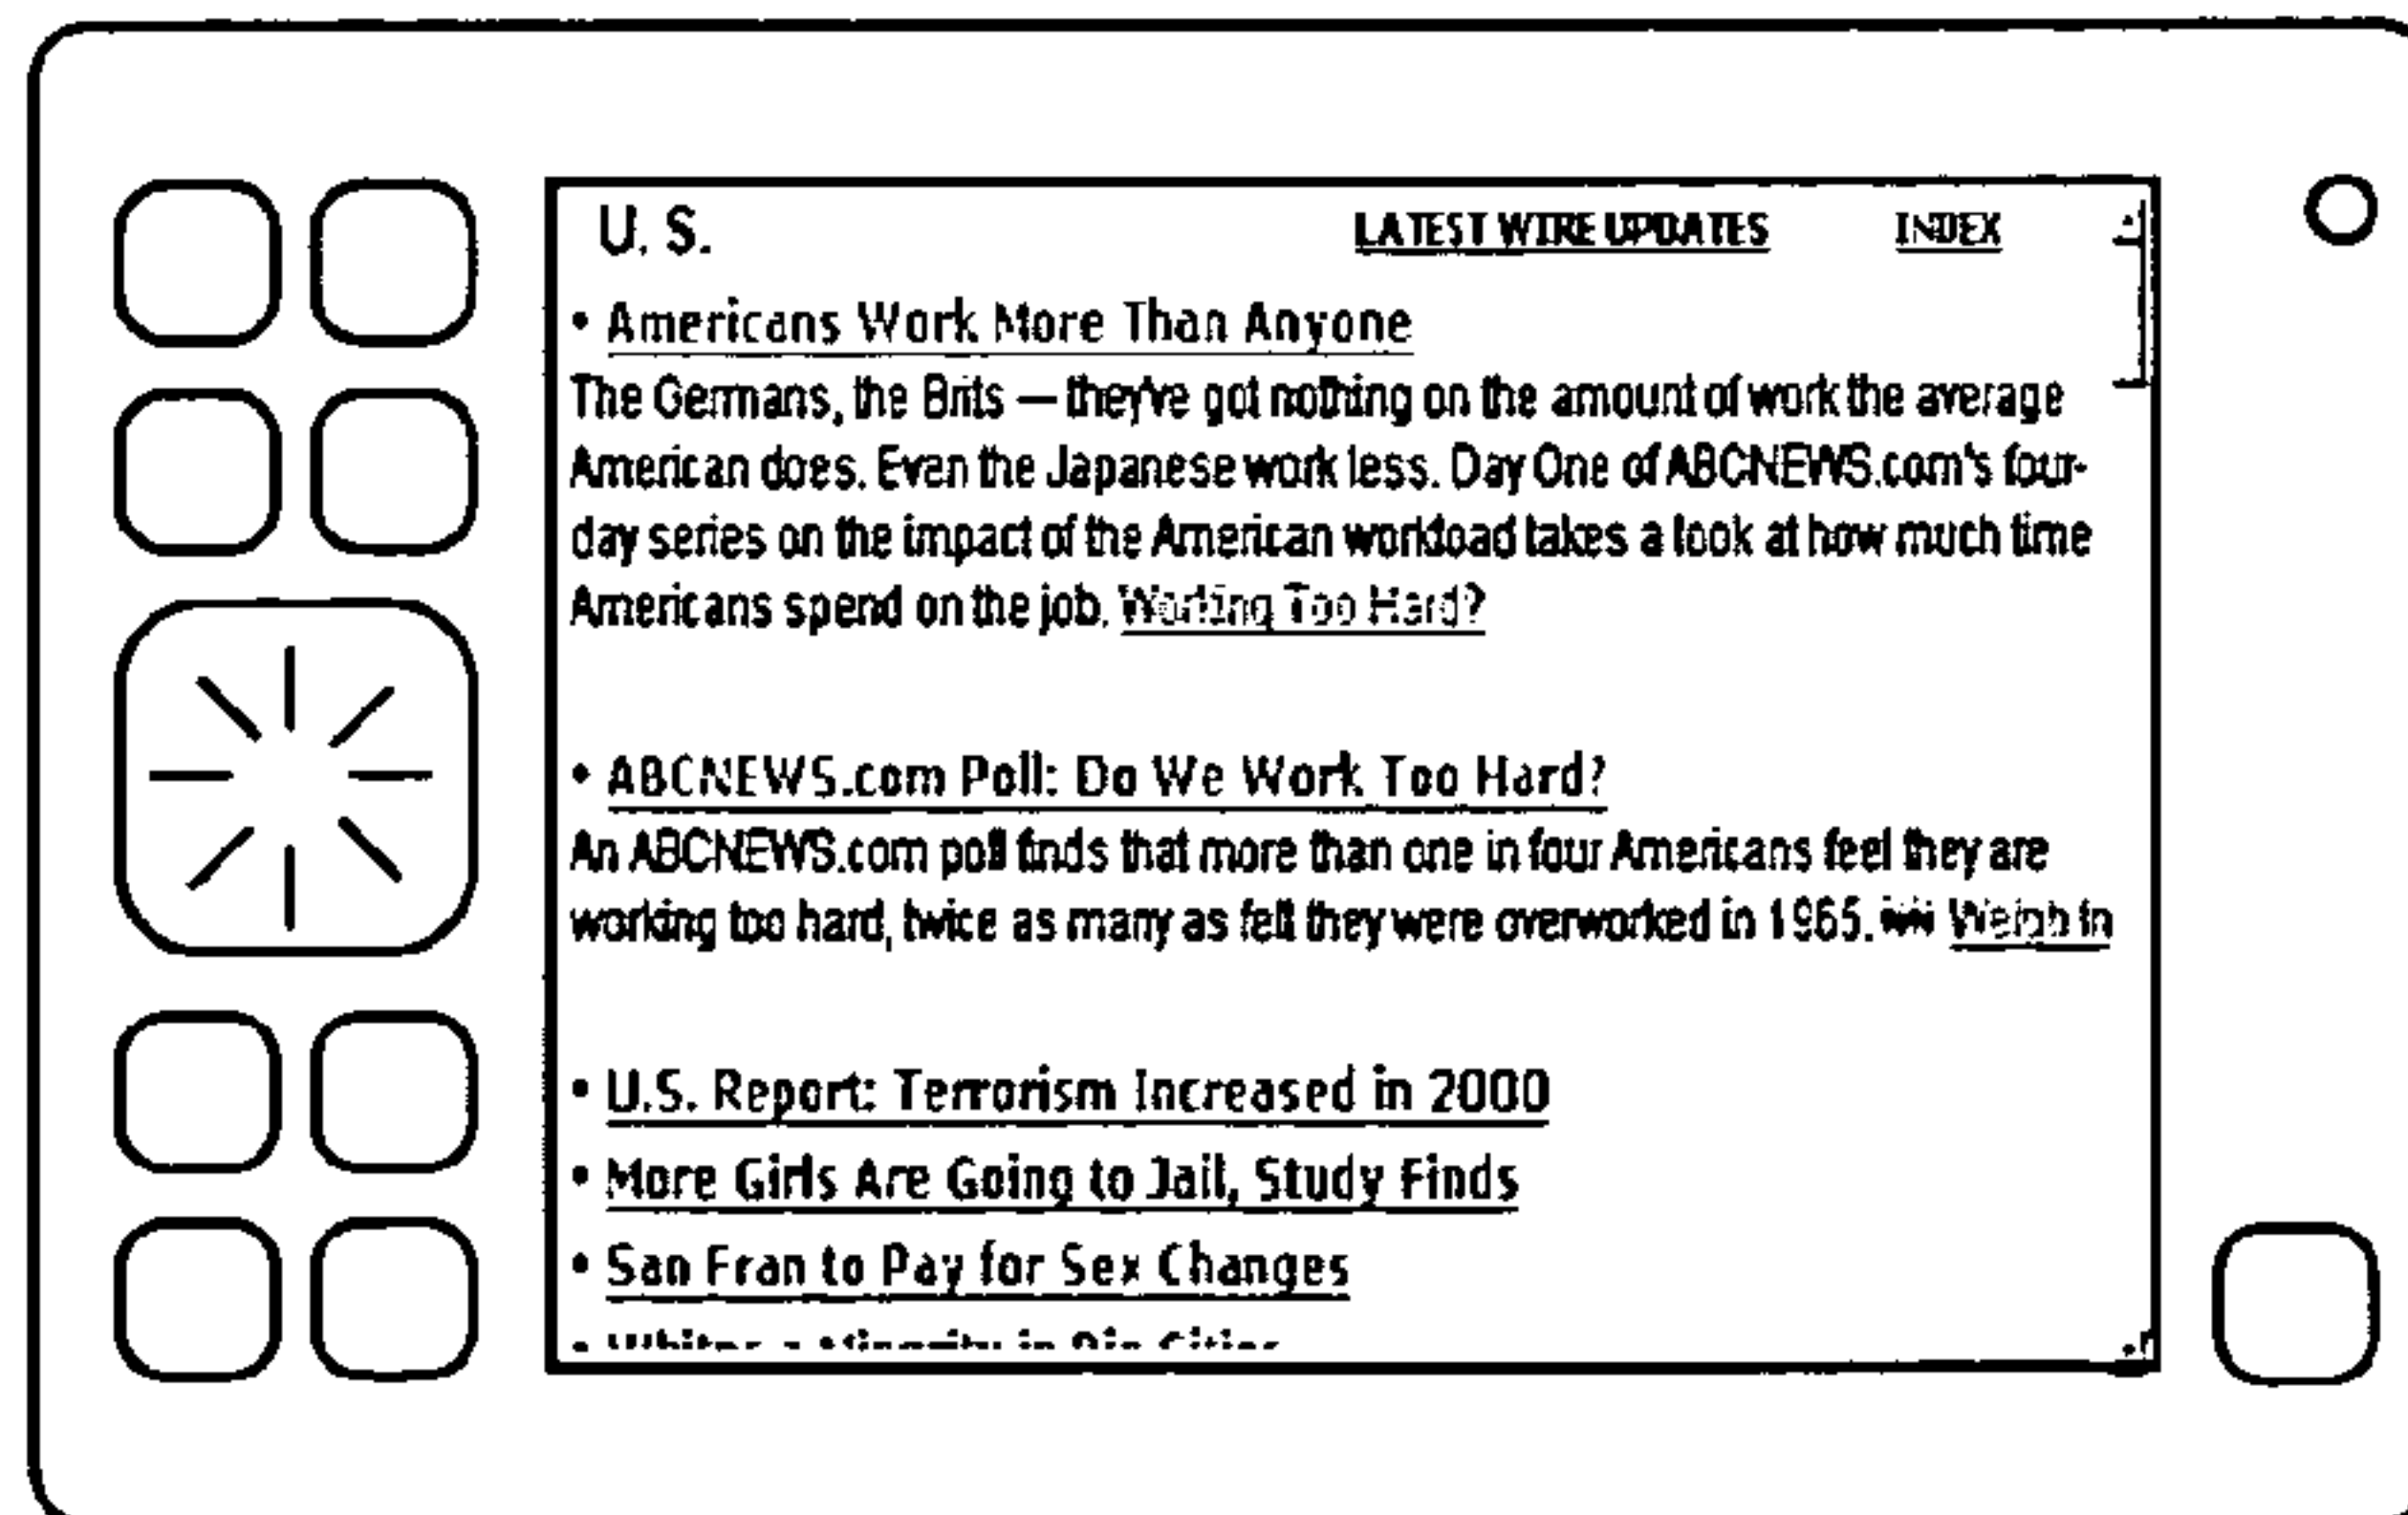 U. S. LATEST WIRE UPDATES INDEX
• Americans Work More Than Anyone
The Germans, the Brits — they've got nothing on the amount of work the average
American does. Even the Japanese work less. Day One of ABCNEWS.com's four-
day series on the impact of the American workload takes a look at how much time
Americans spend on the job. Working Too Hard?
• ABCNEWS.com Poll: Do We Work Too Hard?
An ABCNEWS.com poll finds that more than one in four Americans feel they are
working too hard, twice as many as felt they were overworked in 1965. Weigh in
• U.S. Report: Terrorism Increased in 2000
• More Girls Are Going to Jail, Study Finds
• San Fran to Pay for Sex Changes